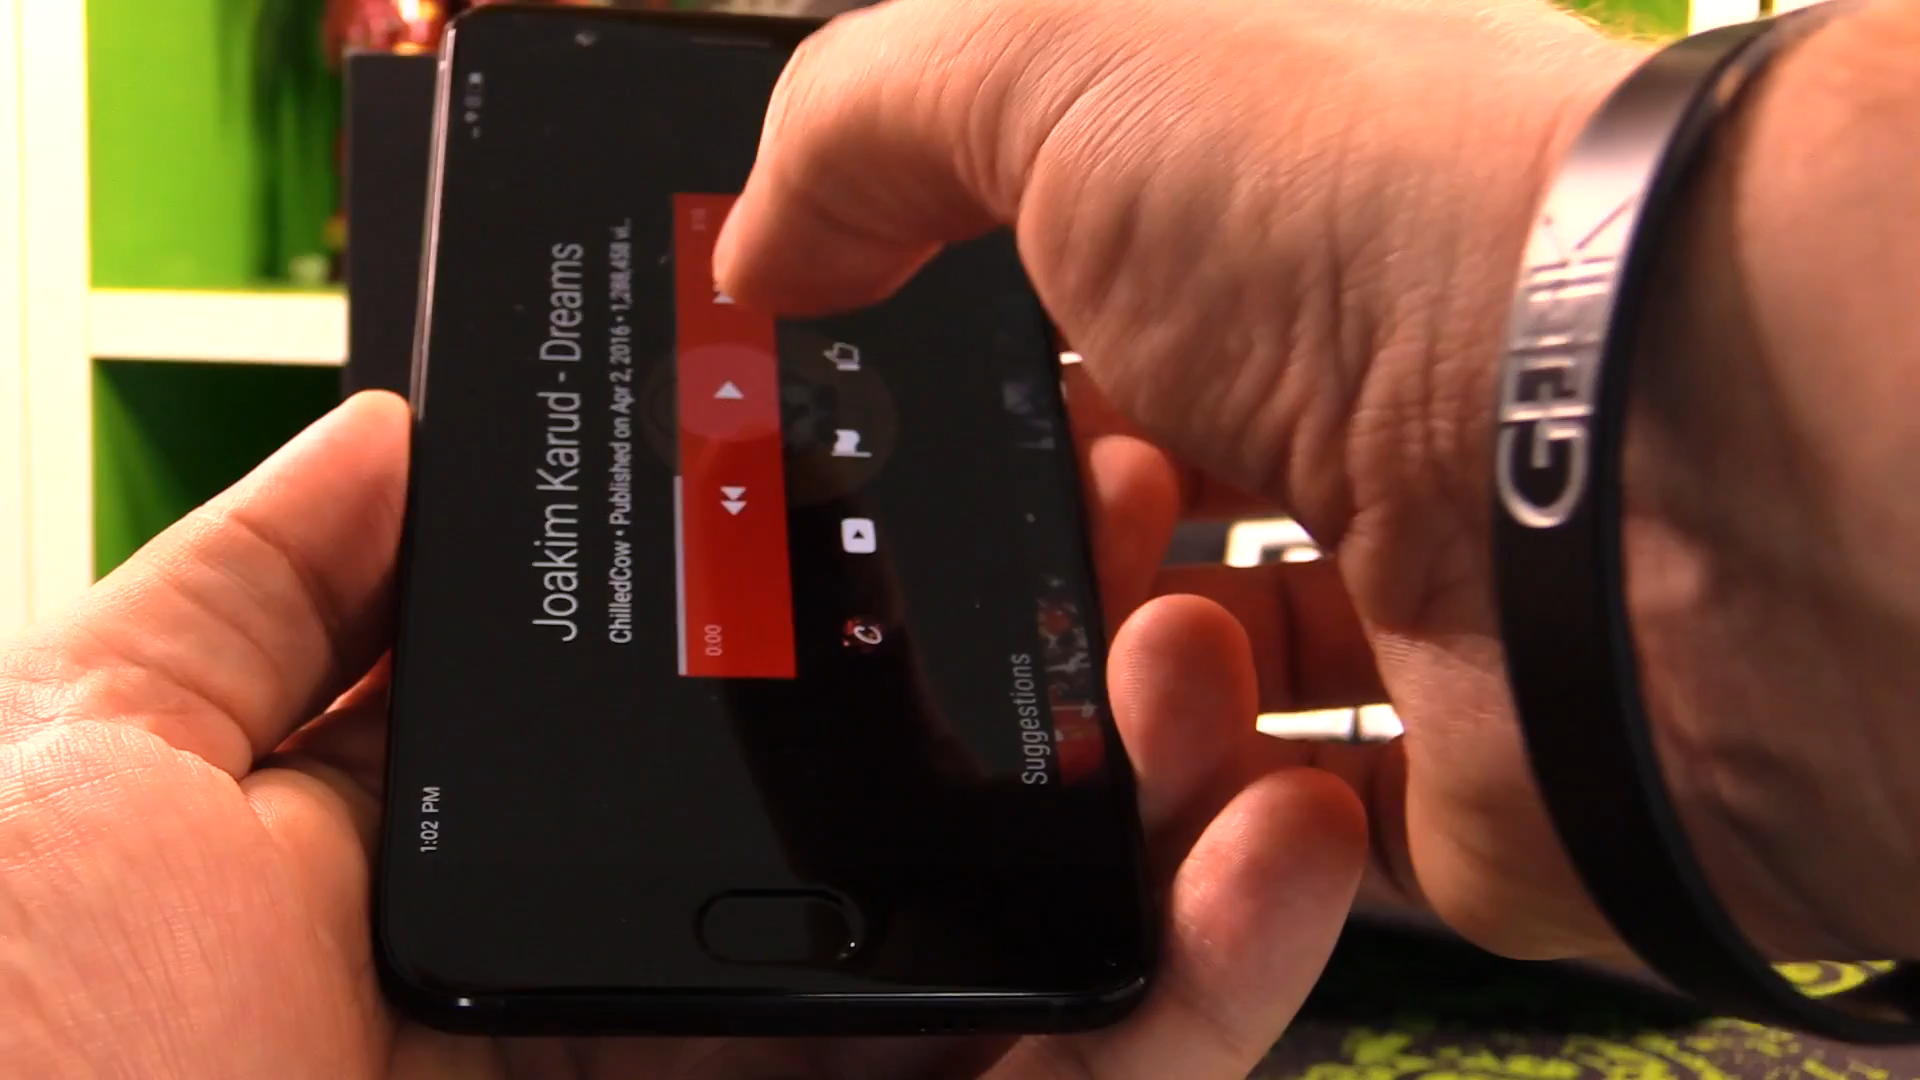 1:02 PM
Joakim Karud - Dreams
ChilledCow • Published on Apr 2, 2016 • 1,288,458 vi...
0:00
C
Suggestions
GEEK